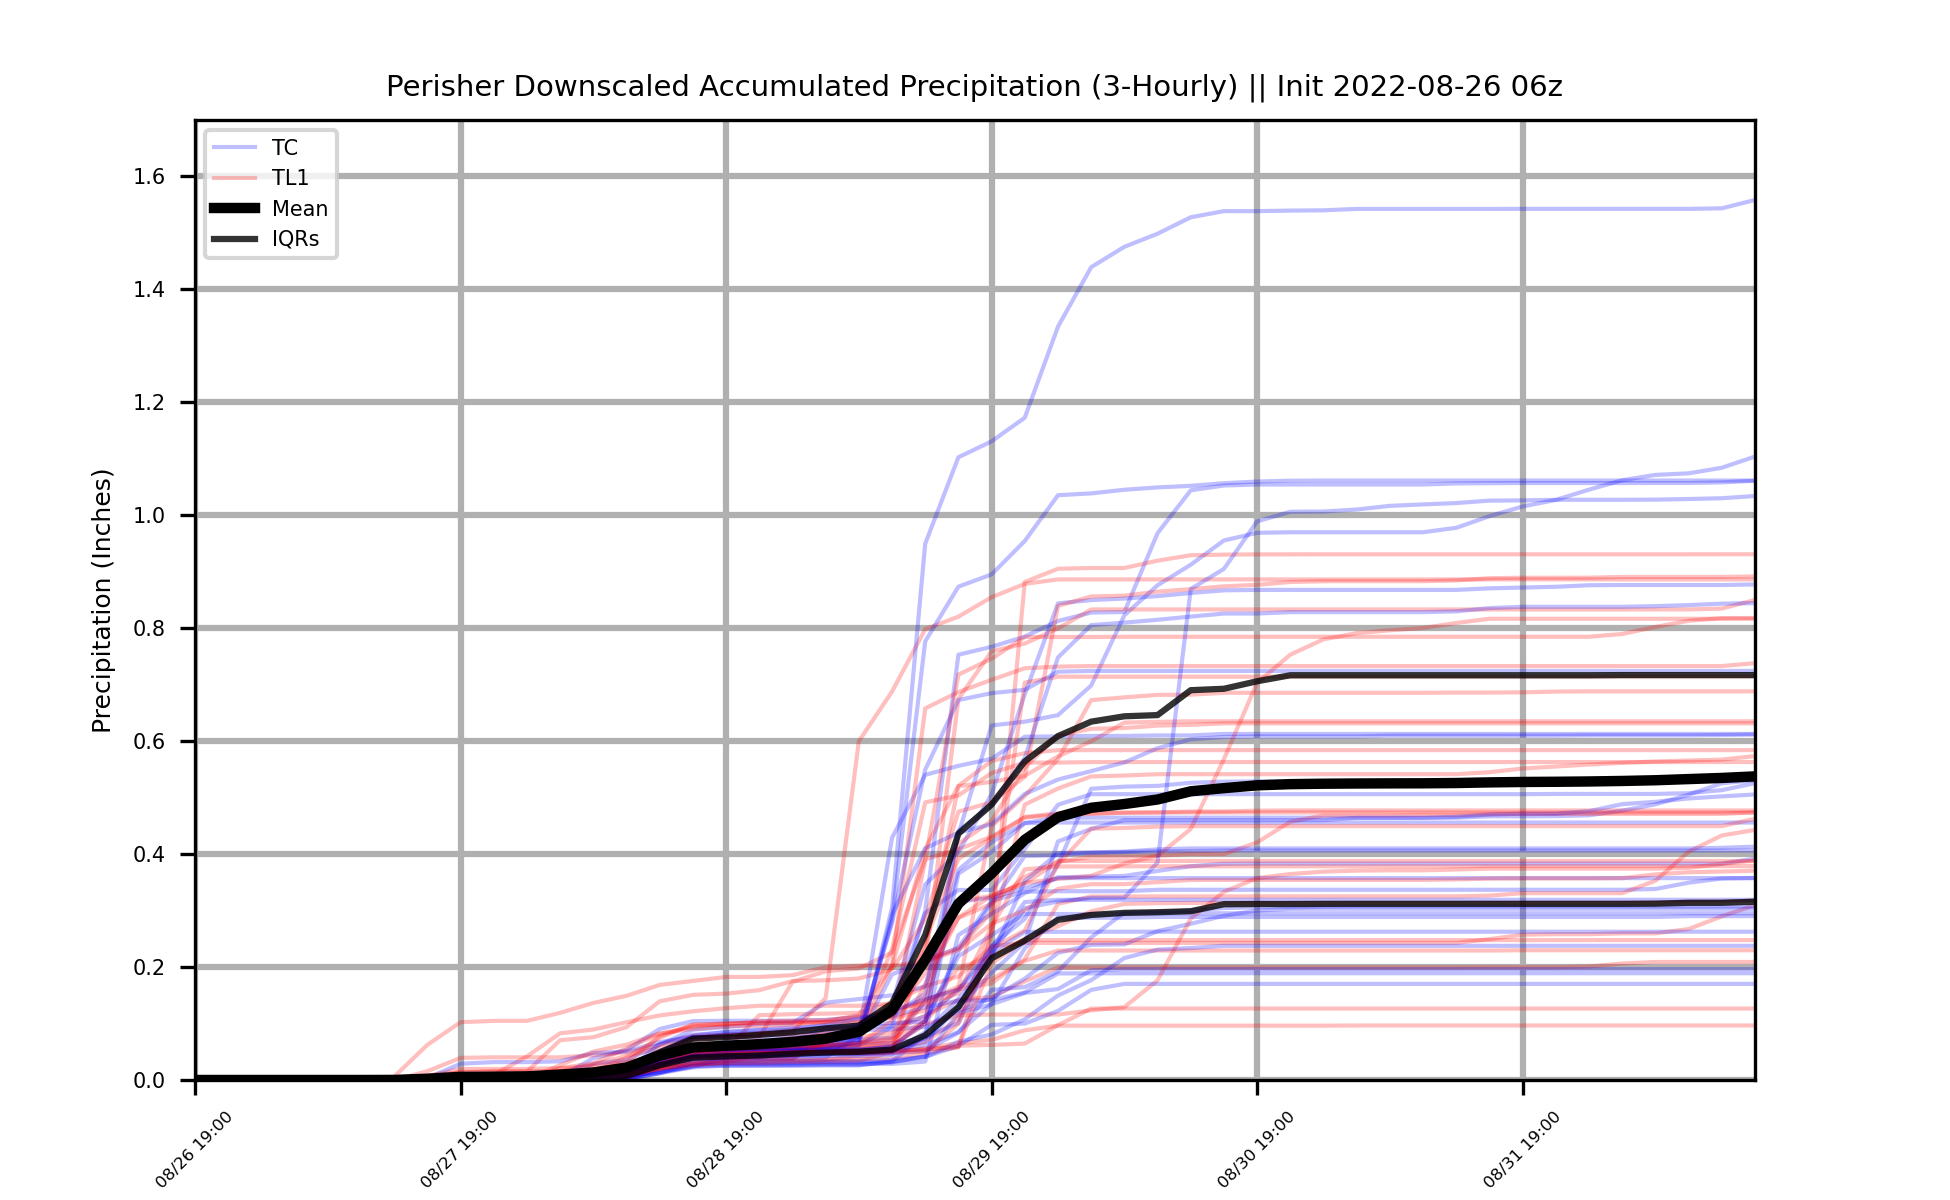 Perisher Downscaled Accumulated Precipitation (3-Hourly) || Init 2022-08-26 06z
TC
TL1
Mean
IQRs
Precipitation (Inches)
1.6
1.4
1.2
1.0
0.8
0.6
0.4
0.2
0.0
08/26 19:00
08/27 19:00
08/28 19:00
08/29 19:00
08/30 19:00
08/31 19:00